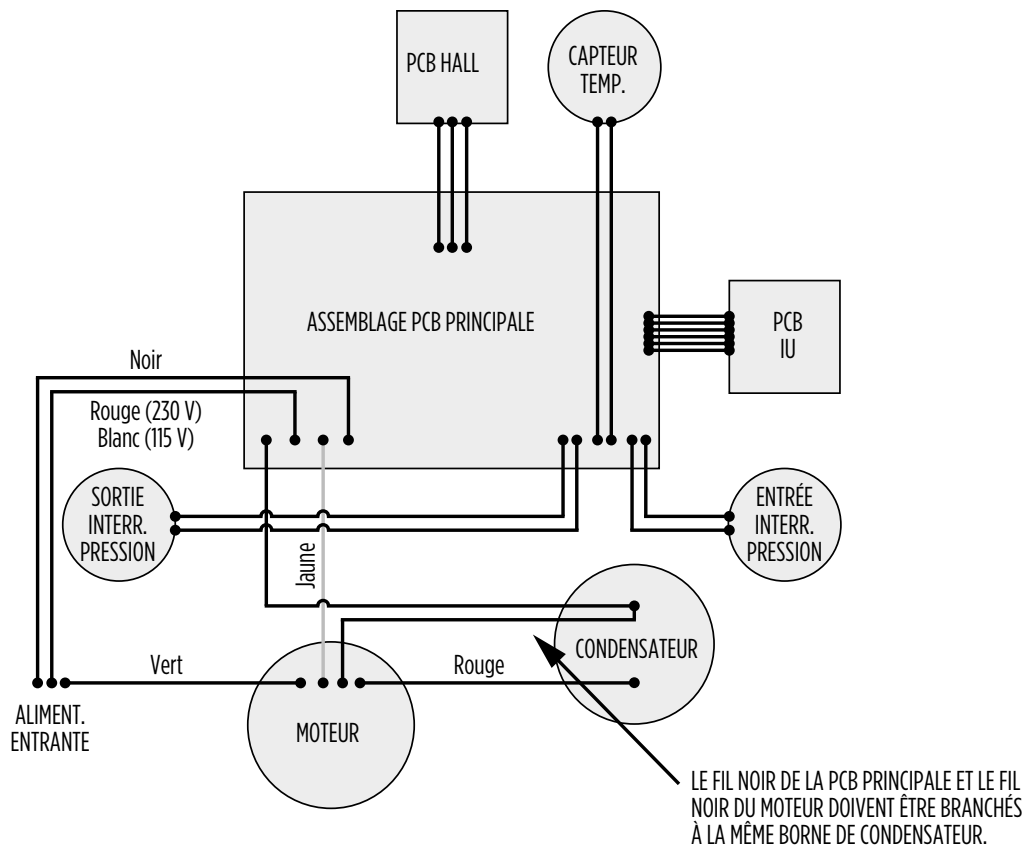 PCB HALL
CAPTEUR
TEMP.
ASSEMBLAGE PCB PRINCIPALE
PCB
IU
Noir
Rouge (230 V)
Blanc (115 V)
SORTIE
INTERR.
PRESSION
ENTRÉE
INTERR.
PRESSION
Jaune
CONDENSATEUR
Vert
Rouge
ALIMENT.
ENTRANTE
MOTEUR
LE FIL NOIR DE LA PCB PRINCIPALE ET LE FIL
NOIR DU MOTEUR DOIVENT ÊTRE BRANCHÉS
À LA MÊME BORNE DE CONDENSATEUR.